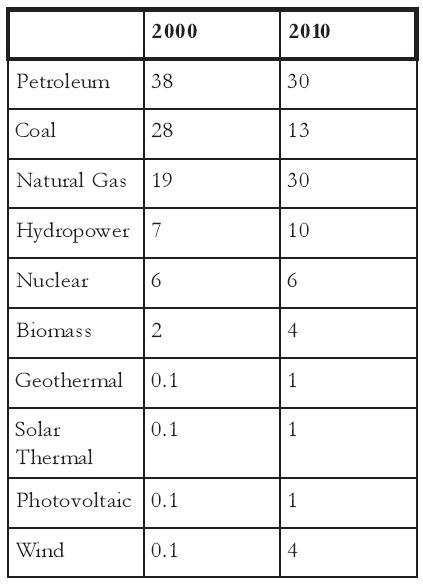 2000 2010
Petroleum 38 30
Coal 28 13
Natural Gas 19 30
Hydropower 7 10
Nuclear 6 6
Biomass 2 4
Geothermal 0.1 1
Solar 0.1 1
Thermal
Photovoltaic 0.1 1
Wind 0.1 4